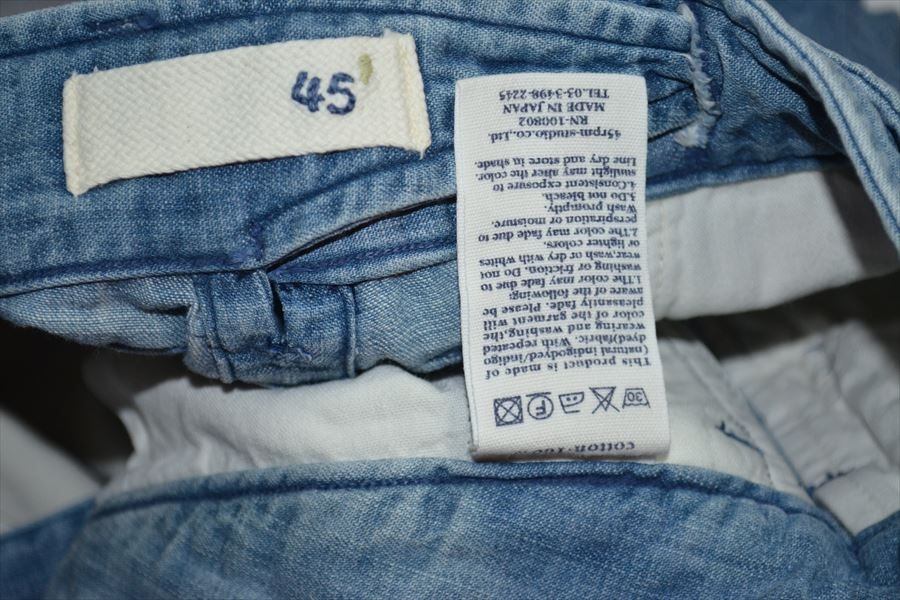 45
cotton
30
F
This product is made of
(natural indigodyed/indigo
dyed)fabric. With repeated
wearing and washing,the
color of the garment will
pleasantly fade. Please be
aware of the following:
1.The color may fade due to
washing or friction. Do not
wear,wash or dry with whites
or lighter colors.
2.The color may fade due to
perspiration or moisture.
Wash promptly.
3.Do not bleach.
4.Consistent exposure to
sunlight may alter the color.
Line dry and store in shade.
45rpm-studio.co.,Ltd.
RN-100802
MADE IN JAPAN
TEL.03-3498-2245